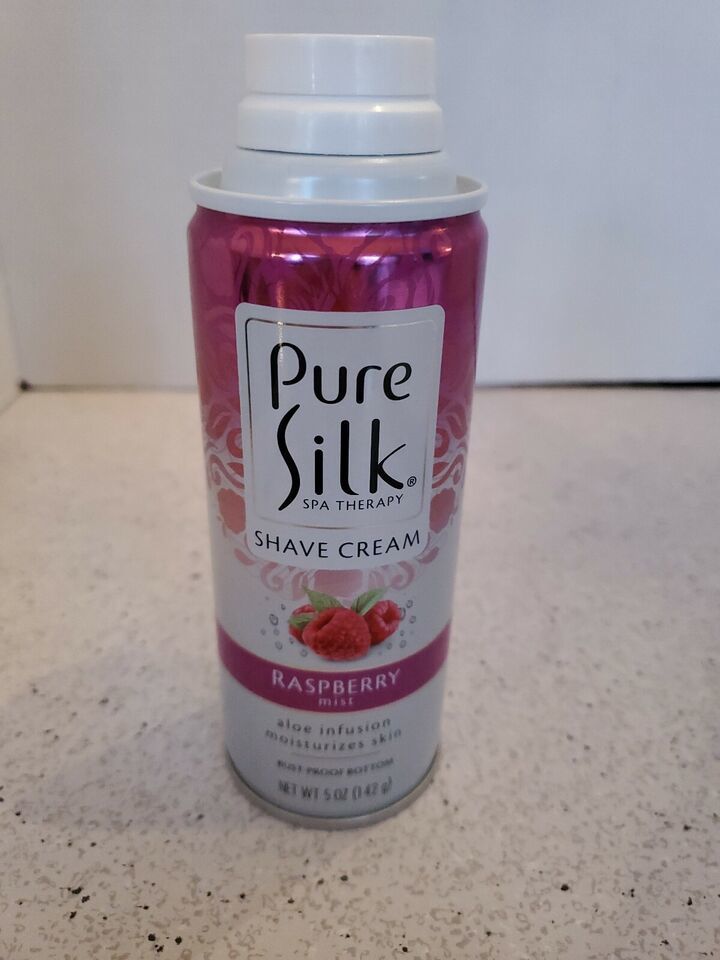 Pure
Silk®
SPA THERAPY
SHAVE CREAM
RASPBERRY
mist
aloe infusion
moisturizes skin
RUST PROOF BOTTOM
NET WT 5 OZ (142 g)